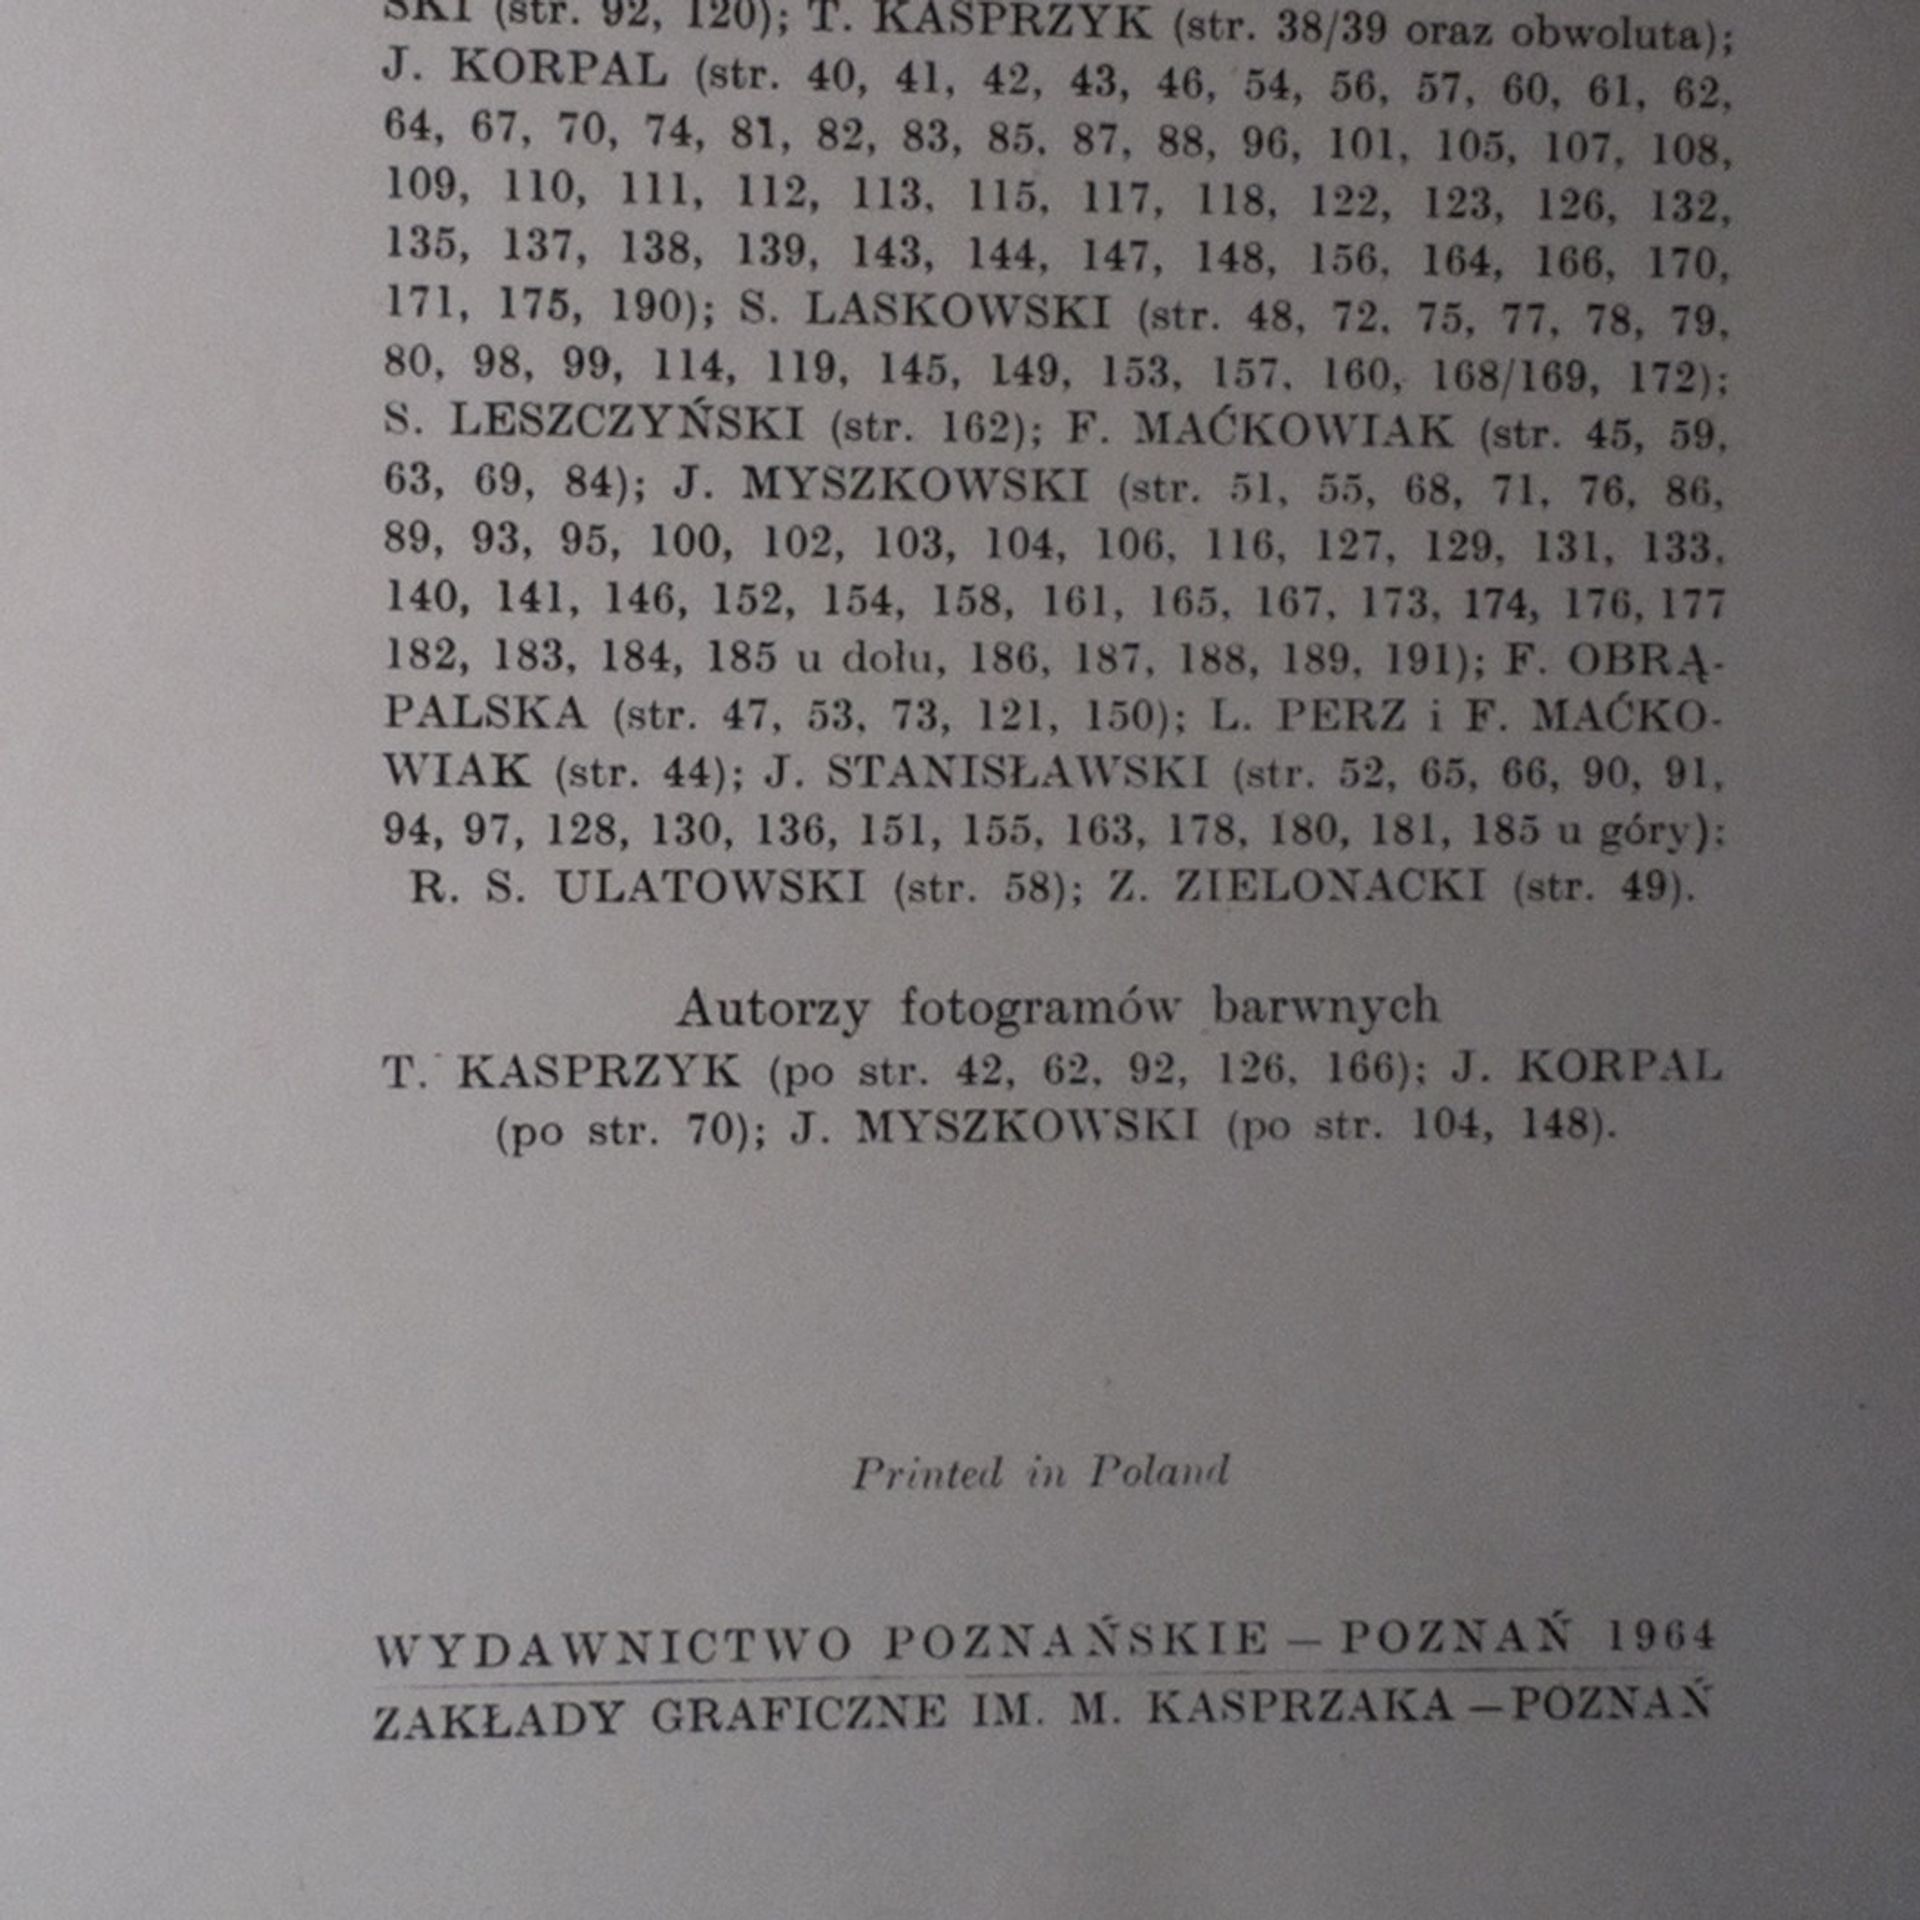 SKI (str. 92, 120); T. KASPRZYK (str. 38/39 oraz obwoluta);
J. KORPAL (str. 40, 41, 42, 43, 46, 54, 56, 57, 60, 61, 62,
64, 67, 70, 74, 81, 82, 83, 85, 87, 88, 96, 101, 105, 107, 108,
109, 110, 111, 112, 113, 115, 117, 118, 122, 123, 126, 132,
135, 137, 138, 139, 143, 144, 147, 148, 156, 164, 166, 170,
171, 175, 190); S. LASKOWSKI (str. 48, 72, 75, 77, 78, 79,
80, 98, 99, 114, 119, 145, 149, 153, 157, 160, 168/169, 172);
S. LESZCZYŃSKI (str. 162); F. MAĆKOWIAK (str. 45, 59,
63, 69, 84); J. MYSZKOWSKI (str. 51, 55, 68, 71, 76, 86,
89, 93, 95, 100, 102, 103, 104, 106, 116, 127, 129, 131, 133,
140, 141, 146, 152, 154, 158, 161, 165, 167, 173, 174, 176, 177
182, 183, 184, 185 u dołu, 186, 187, 188, 189, 191); F. OBRĄ-
PALSKA (str. 47, 53, 73, 121, 150); L. PERZ i F. MAĆKO-
WIAK (str. 44); J. STANISŁAWSKI (str. 52, 65, 66, 90, 91,
94, 97, 128, 130, 136, 151, 155, 163, 178, 180, 181, 185 u góry);
R. S. ULATOWSKI (str. 58); Z. ZIELONACKI (str. 49).
Autorzy fotogramów barwnych
T. KASPRZYK (po str. 42, 62, 92, 126, 166); J. KORPAL
(po str. 70); J. MYSZKOWSKI (po str. 104, 148).
Printed in Poland
WYDAWNICTWO POZNAŃSKIE – POZNAŃ 1964
ZAKŁADY GRAFICZNE IM. M. KASPRZAKA – POZNAŃ